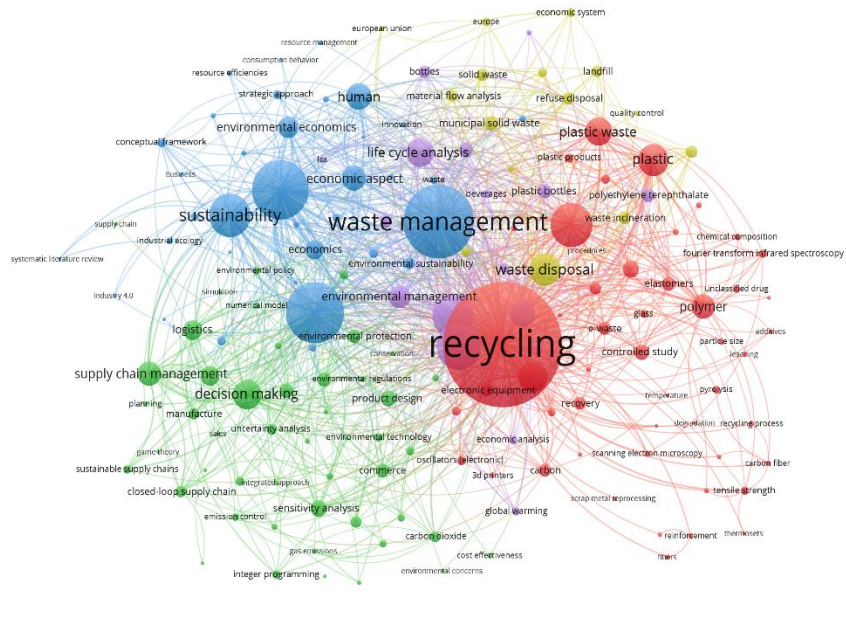 economic system
europe
european union
resource management
consumption behavior
bottles
solid waste
landfill
resource efficiencies
strategic approach
human
material flow analysis
refuse disposal
quality control
environmental economics
innovation
municipal solid waste
plastic waste
conceptual framework
life cycle analysis
plastic products
plastic
lca
business
economic aspect
waste
beverages
plastic bottles
polyethylene terephthalate
sustainability
waste management
waste incineration
supply chain
industrial ecology
chemical composition
economics
procedures
fourier transform infrared spectroscopy
systematic literature review
environmental policy
environmental sustainability
waste disposal
elastomers
unclassified drug
industry 4.0
simulation
environmental management
numerical model
polymer
glass
logistics
environmental protection
e-waste
additives
recycling
particle size
conservation
controlled study
leaching
supply chain management
environmental regulations
decision making
electronic equipment
pyrolysis
planning
product design
recovery
temperature
manufacture
sales
uncertainty analysis
environmental technology
economic analysis
degradation
recycling process
game theory
scanning electron microscopy
sustainable supply chains
commerce
oscillators (electronic)
carbon
carbon fiber
integrated approach
3d printers
closed-loop supply chain
tensile strength
scrap metal reprocessing
sensitivity analysis
global warming
emission control
carbon dioxide
reinforcement
thermosets
gas emissions
cost effectiveness
fibers
integer programming
environmental concerns